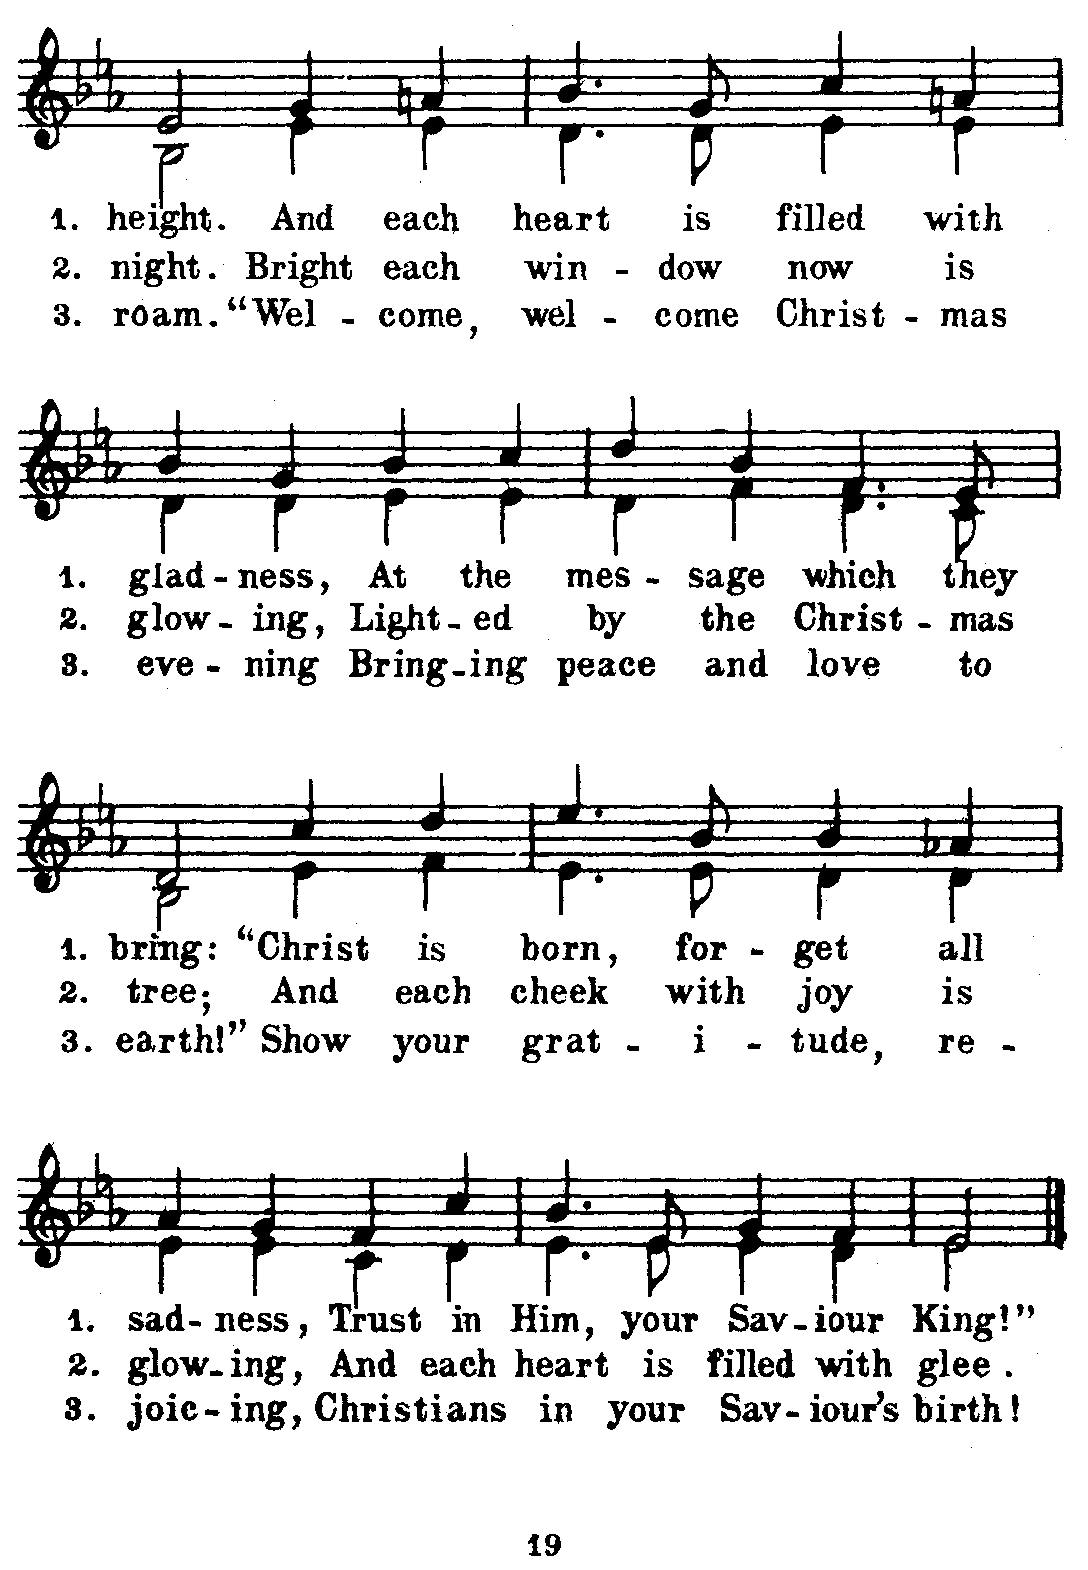 1. height. And each heart is filled with
2. night. Bright each win - dow now is
3. roam. “Wel - come, wel - come Christ - mas
1. glad - ness, At the mes - sage which they
2. glow - ing, Light - ed by the Christ - mas
3. eve - ning Bring - ing peace and love to
1. bring: “Christ is born, for - get all
2. tree; And each cheek with joy is
3. earth!” Show your grat - i - tude, re -
1. sad - ness, Trust in Him, your Sav - iour King!”
2. glow - ing, And each heart is filled with glee.
3. joic - ing, Christians in your Sav - iour's birth!
19